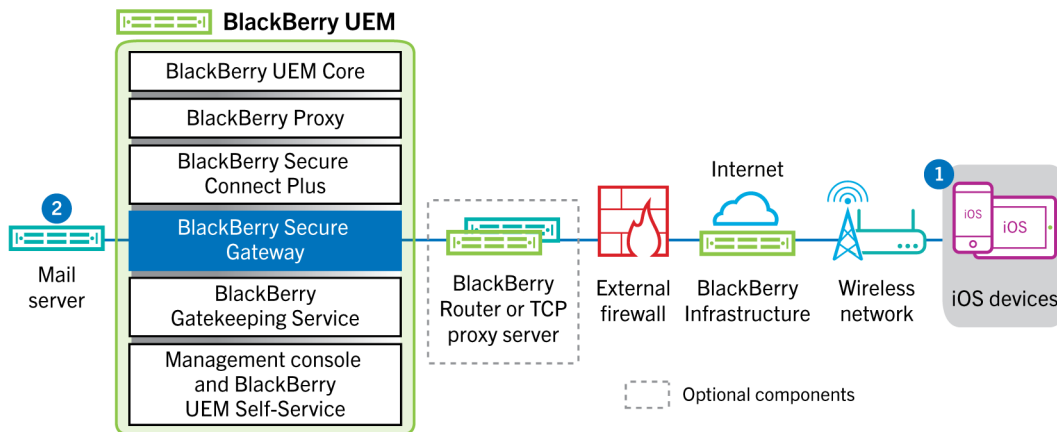 BlackBerry UEM
BlackBerry UEM Core
BlackBerry Proxy
BlackBerry Secure
Connect Plus
BlackBerry Secure
Gateway
BlackBerry
Gatekeeping Service
Management console
and BlackBerry
UEM Self-Service
2
Mail
server
BlackBerry
Router or TCP
proxy server
External
firewall
Internet
BlackBerry
Infrastructure
Wireless
network
1
iOS
iOS
iOS devices
Optional components